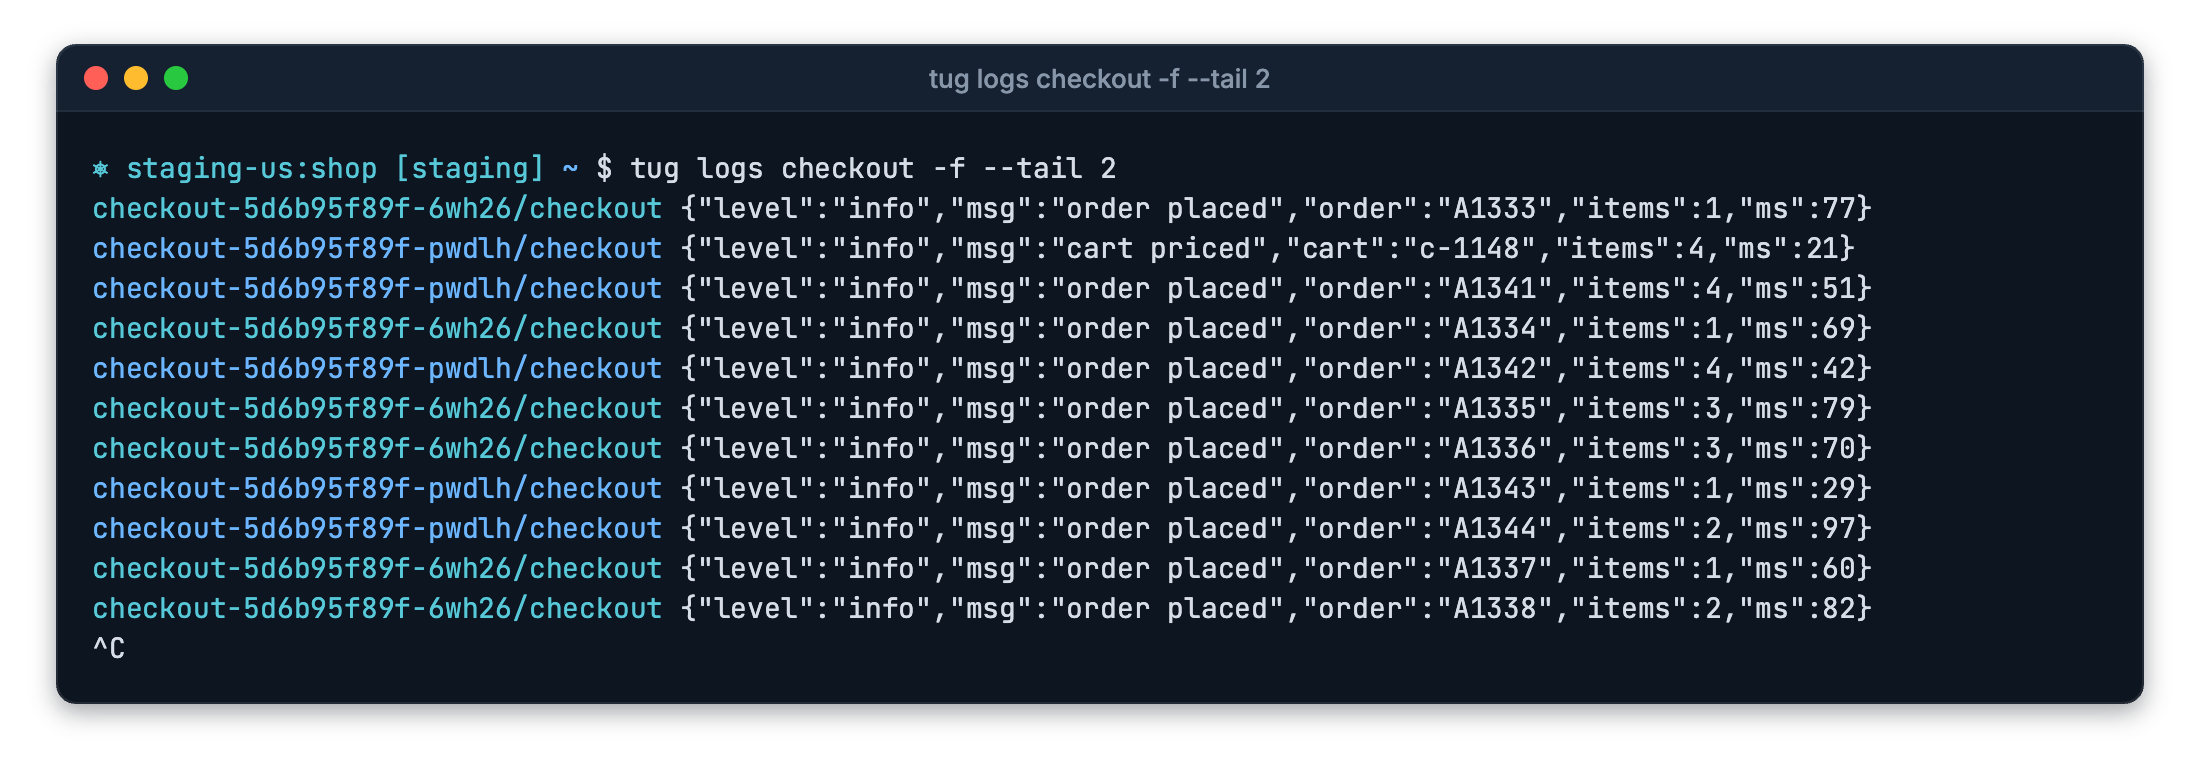 tug logs checkout -f --tail 2
⎈ staging-us:shop [staging] ~ $ tug logs checkout -f --tail 2
checkout-5d6b95f89f-6wh26/checkout {"level":"info","msg":"order placed","order":"A1333","items":1,"ms":77}
checkout-5d6b95f89f-pwdlh/checkout {"level":"info","msg":"cart priced","cart":"c-1148","items":4,"ms":21}
checkout-5d6b95f89f-pwdlh/checkout {"level":"info","msg":"order placed","order":"A1341","items":4,"ms":51}
checkout-5d6b95f89f-6wh26/checkout {"level":"info","msg":"order placed","order":"A1334","items":1,"ms":69}
checkout-5d6b95f89f-pwdlh/checkout {"level":"info","msg":"order placed","order":"A1342","items":4,"ms":42}
checkout-5d6b95f89f-6wh26/checkout {"level":"info","msg":"order placed","order":"A1335","items":3,"ms":79}
checkout-5d6b95f89f-6wh26/checkout {"level":"info","msg":"order placed","order":"A1336","items":3,"ms":70}
checkout-5d6b95f89f-pwdlh/checkout {"level":"info","msg":"order placed","order":"A1343","items":1,"ms":29}
checkout-5d6b95f89f-pwdlh/checkout {"level":"info","msg":"order placed","order":"A1344","items":2,"ms":97}
checkout-5d6b95f89f-6wh26/checkout {"level":"info","msg":"order placed","order":"A1337","items":1,"ms":60}
checkout-5d6b95f89f-6wh26/checkout {"level":"info","msg":"order placed","order":"A1338","items":2,"ms":82}
^C